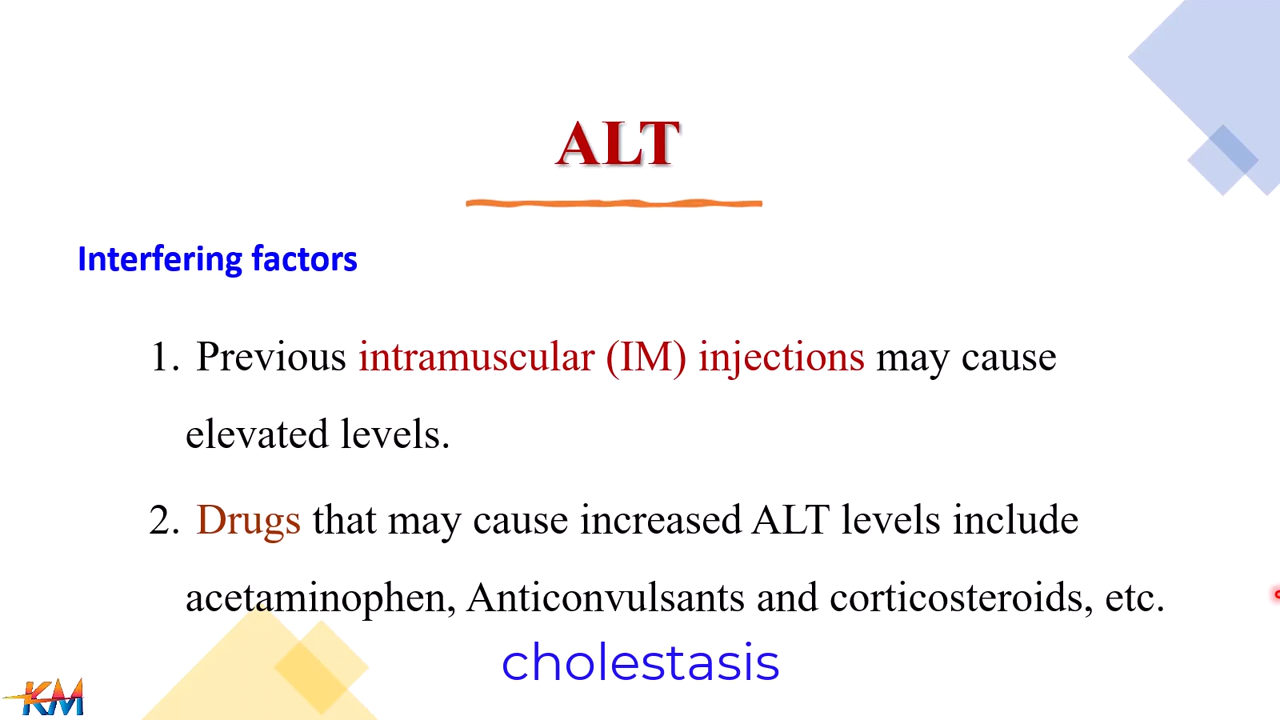 ALT
Interfering factors
1. Previous intramuscular (IM) injections may cause
elevated levels.
2. Drugs that may cause increased ALT levels include
acetaminophen, Anticonvulsants and corticosteroids, etc.
cholestasis
KM